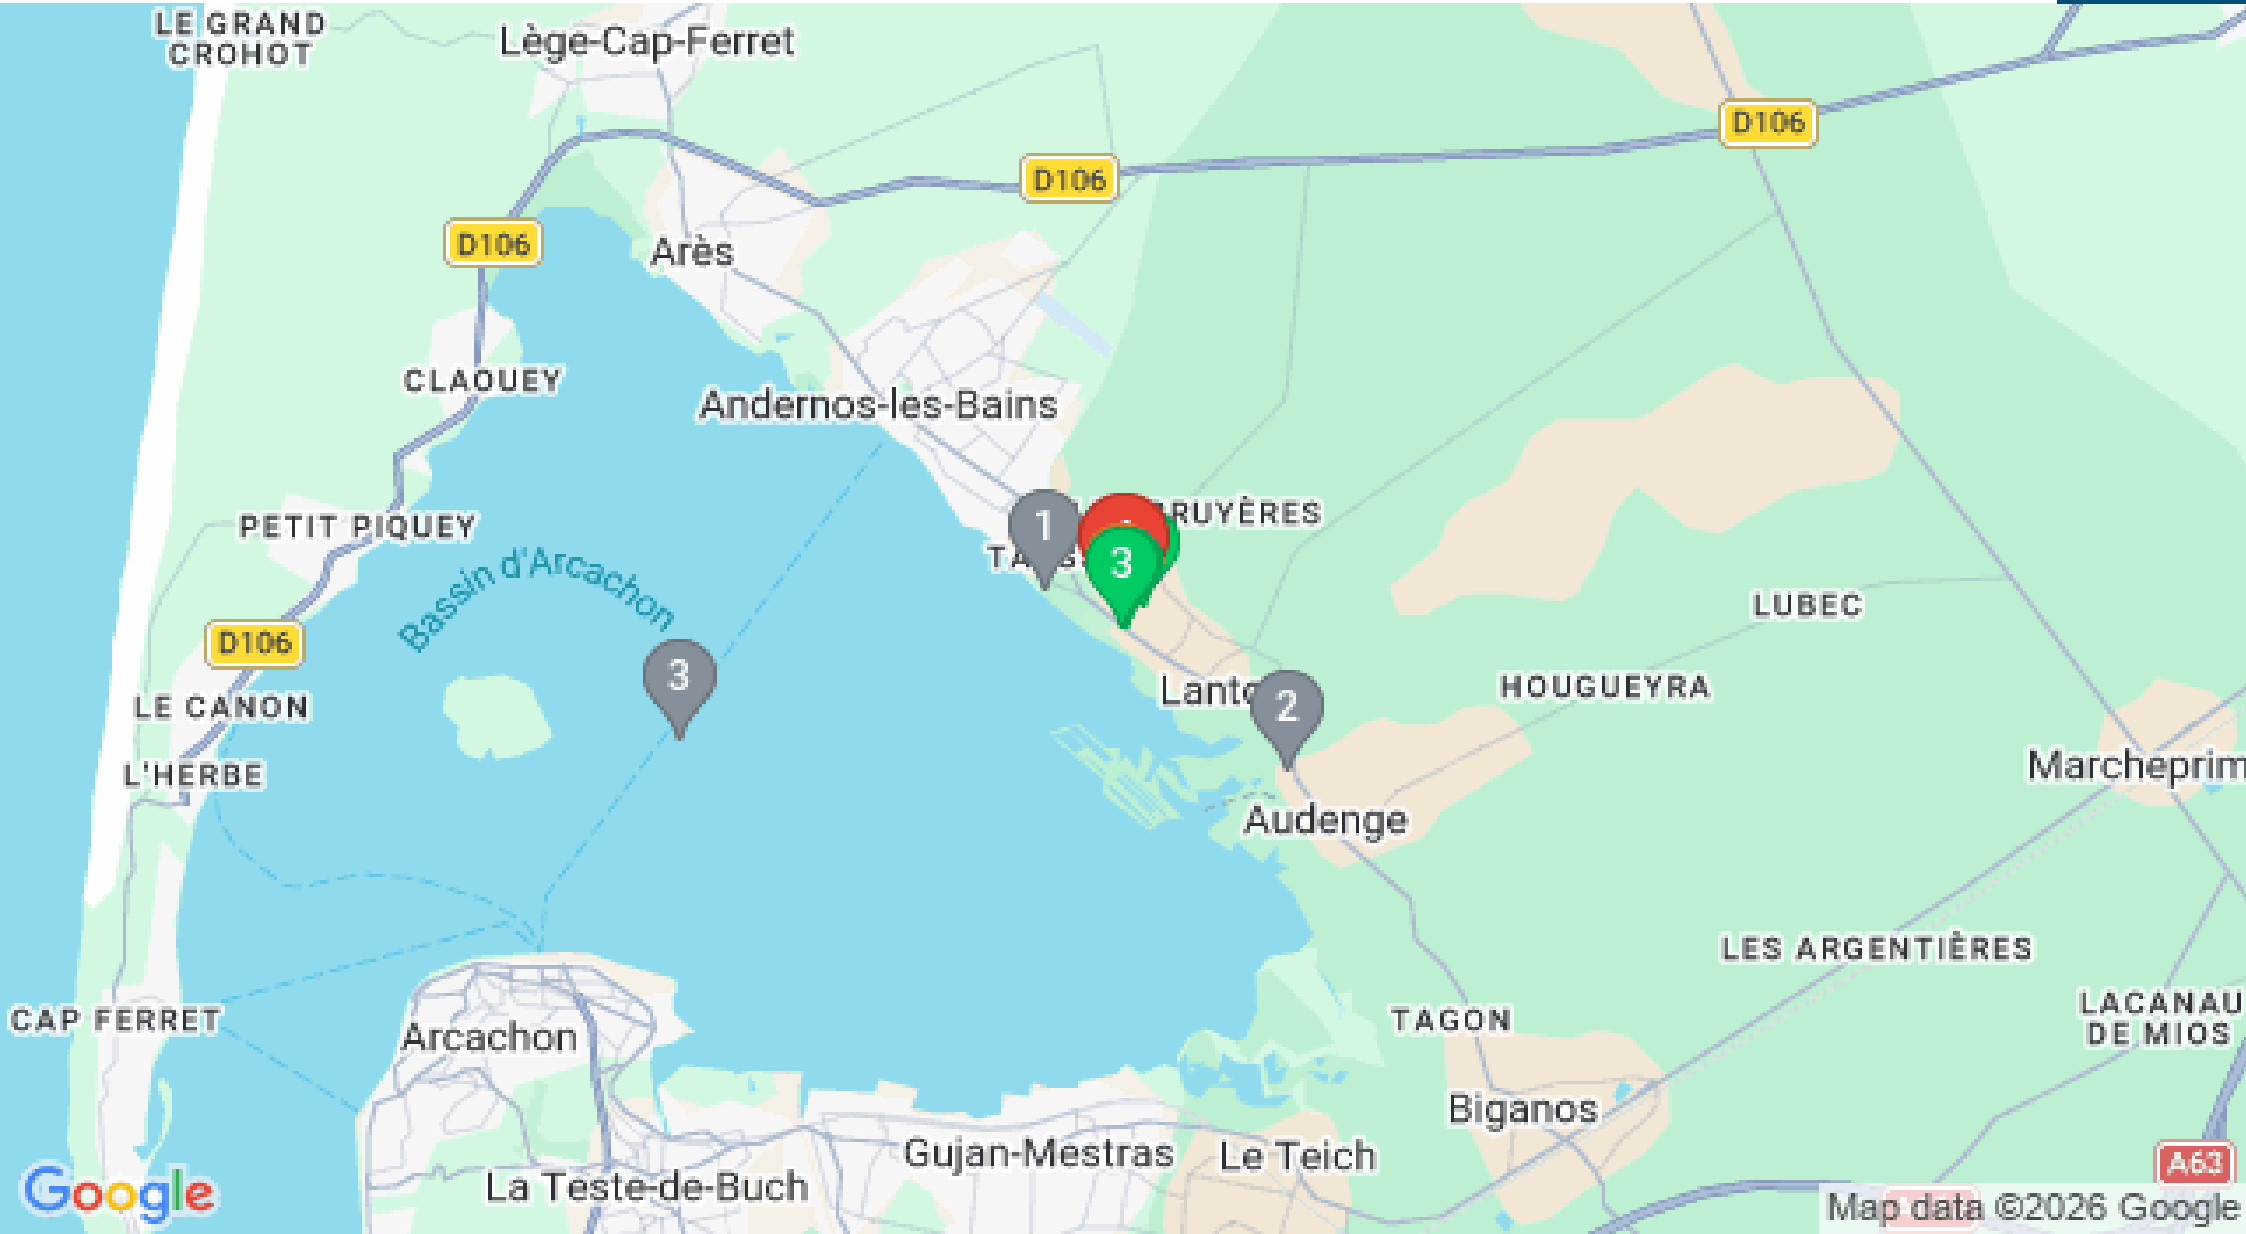 LE GRAND
CROHOT
Lège-Cap-Ferret
D106
D106
D106
Arès
CLAOUEY
Andernos-les-Bains
PETIT PIQUEY
1
RUYÈRES
3
Bassin d'Arcachon
LUBEC
D106
3
HOUGUEYRA
LE CANON
2
L'HERBE
Marcheprim
Audenge
LES ARGENTIÈRES
CAP FERRET
TAGON
LACANAU
DE MIOS
Arcachon
Biganos
Gujan-Mestras
Le Teich
A63
La Teste-de-Buch
Google
Map data ©2026 Google